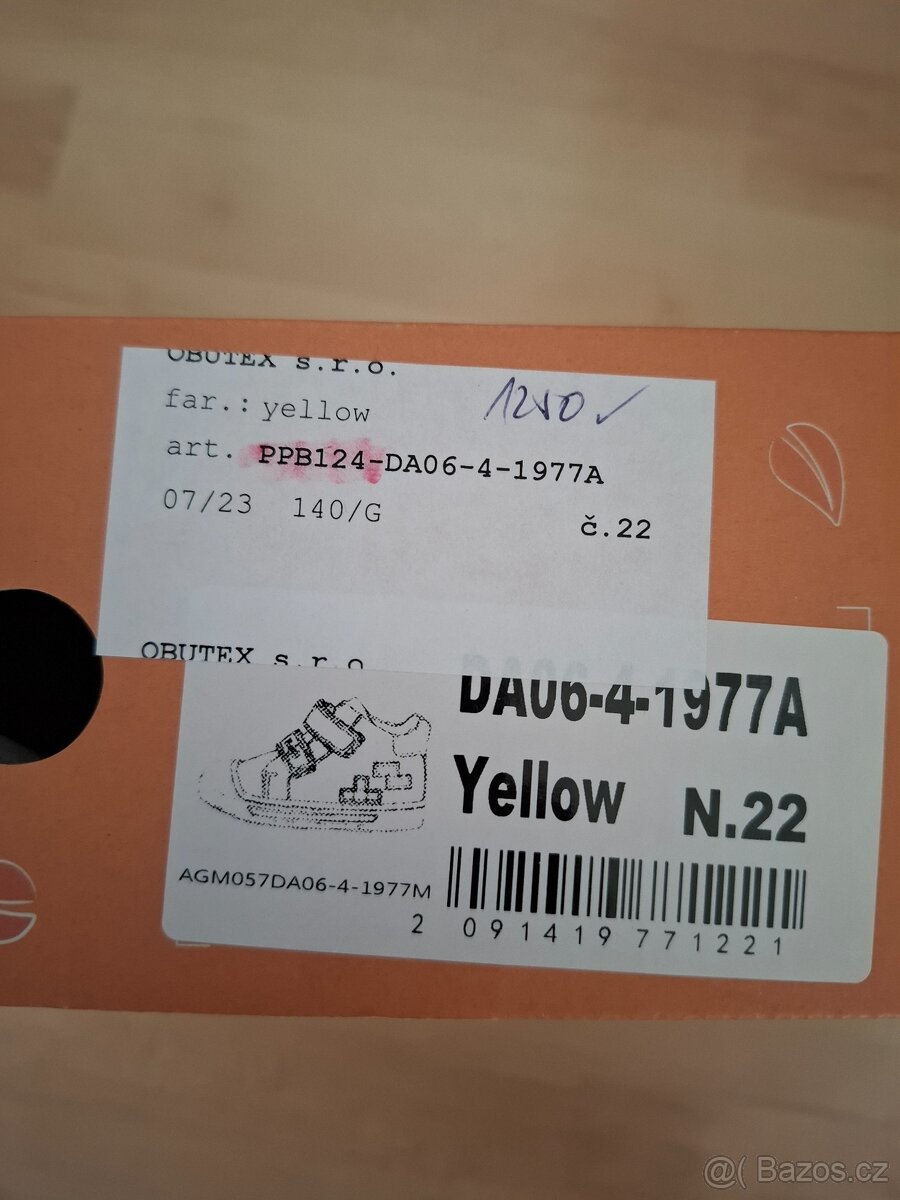 OBUTEX s.r.o.
far.: yellow 1250 ✓
art. PPB124-DA06-4-1977A
07/23 140/G č.22
OBUTEX s.r.o.
DA06-4-1977A
Yellow N.22
AGM057DA06-4-1977M
2 091419 771221
@( Bazos.cz